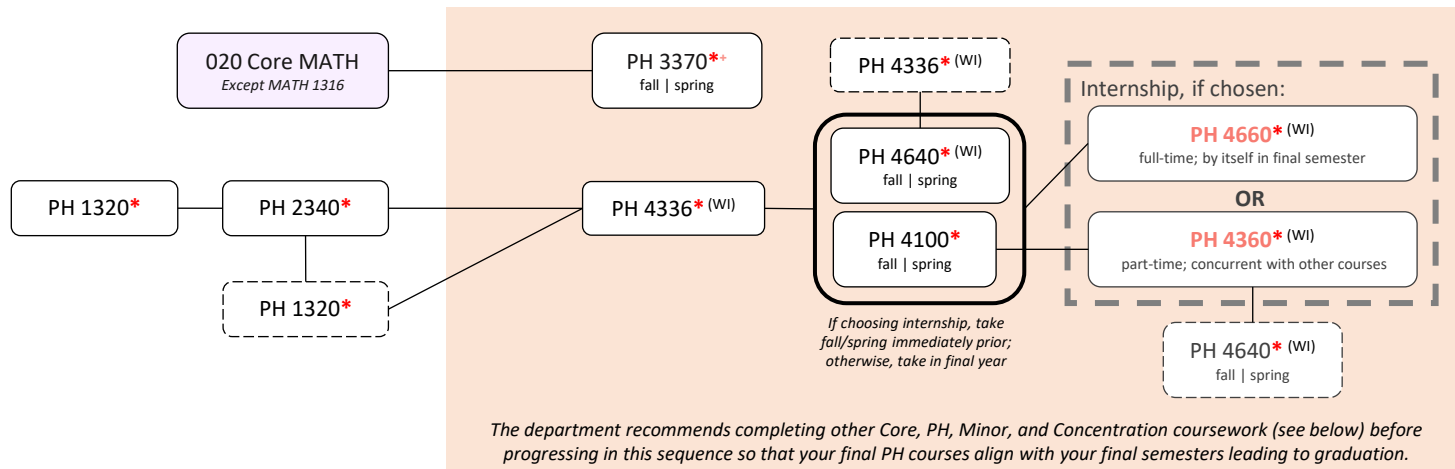 020 Core MATH
Except MATH 1316
PH 3370*+
fall | spring
PH 4336* (WI)
Internship, if chosen:
PH 4660* (WI)
full-time; by itself in final semester
PH 4640* (WI)
fall | spring
PH 1320*
PH 2340*
PH 4336* (WI)
OR
PH 4100*
fall | spring
PH 4360* (WI)
part-time; concurrent with other courses
PH 1320*
If choosing internship, take
fall/spring immediately prior;
otherwise, take in final year
PH 4640* (WI)
fall | spring
The department recommends completing other Core, PH, Minor, and Concentration coursework (see below) before
progressing in this sequence so that your final PH courses align with your final semesters leading to graduation.